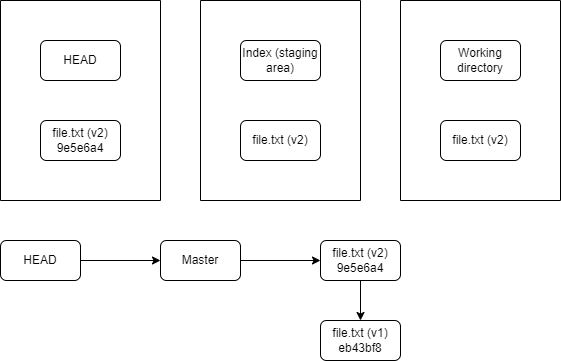 HEAD
Index (staging
area)
Working
directory
file.txt (v2)
9e5e6a4
file.txt (v2)
file.txt (v2)
HEAD
Master
file.txt (v2)
9e5e6a4
file.txt (v1)
eb43bf8